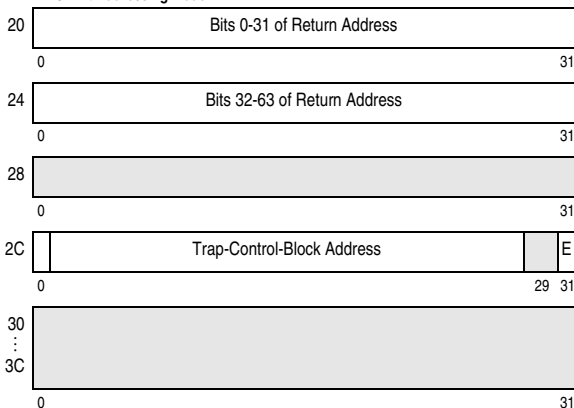 20 Bits 0-31 of Return Address
0 31
24 Bits 32-63 of Return Address
0 31
28
0 31
2C Trap-Control-Block Address E
0 29 31
30
⋮
3C
0 31